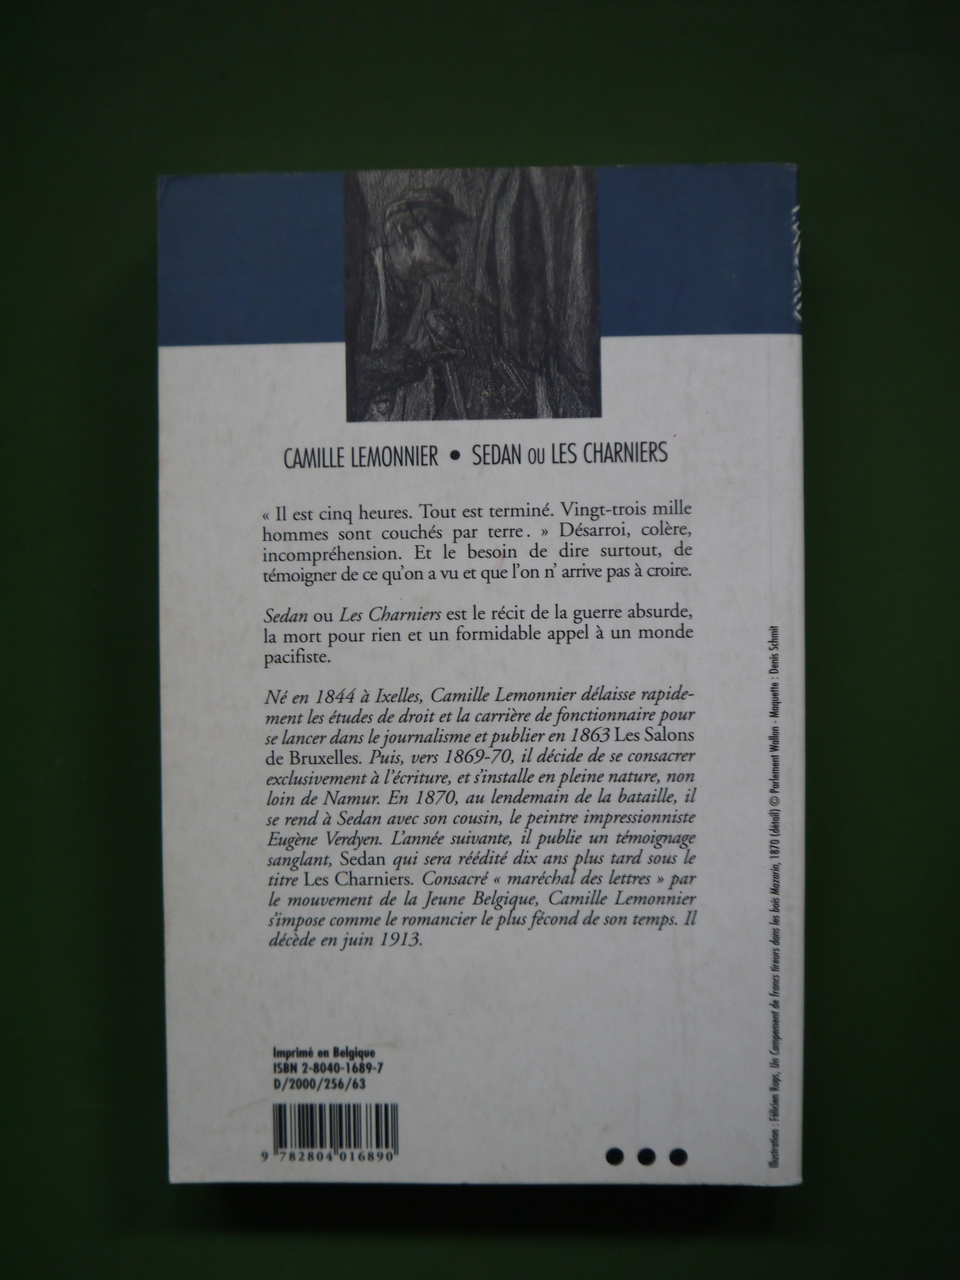 CAMILLE LEMONNIER • SEDAN OU LES CHARNIERS
« Il est cinq heures. Tout est terminé. Vingt-trois mille
hommes sont couchés par terre. » Désarroi, colère,
incompréhension. Et le besoin de dire surtout, de
témoigner de ce qu'on a vu et que l'on n' arrive pas à croire.
Sedan ou Les Charniers est le récit de la guerre absurde,
la mort pour rien et un formidable appel à un monde
pacifiste.
Né en 1844 à Ixelles, Camille Lemonnier délaisse rapide-
ment les études de droit et la carrière de fonctionnaire pour
se lancer dans le journalisme et publier en 1863 Les Salons
de Bruxelles. Puis, vers 1869-70, il décide de se consacrer
exclusivement à l'écriture, et s'installe en pleine nature, non
loin de Namur. En 1870, au lendemain de la bataille, il
se rend à Sedan avec son cousin, le peintre impressionniste
Eugène Verdyen. L'année suivante, il publie un témoignage
sanglant, Sedan qui sera réédité dix ans plus tard sous le
titre Les Charniers. Consacré « maréchal des lettres » par
le mouvement de la Jeune Belgique, Camille Lemonnier
s'impose comme le romancier le plus fécond de son temps. Il
décède en juin 1913.
Imprimé en Belgique
ISBN 2-8040-1689-7
D/2000/256/63
9 782804 016890
Illustration : Félicien Rops, Un Campement de francs tireurs dans les bois Mazarin, 1870 (détail) © Parlement Wallon - Maquette : Denis Schmit